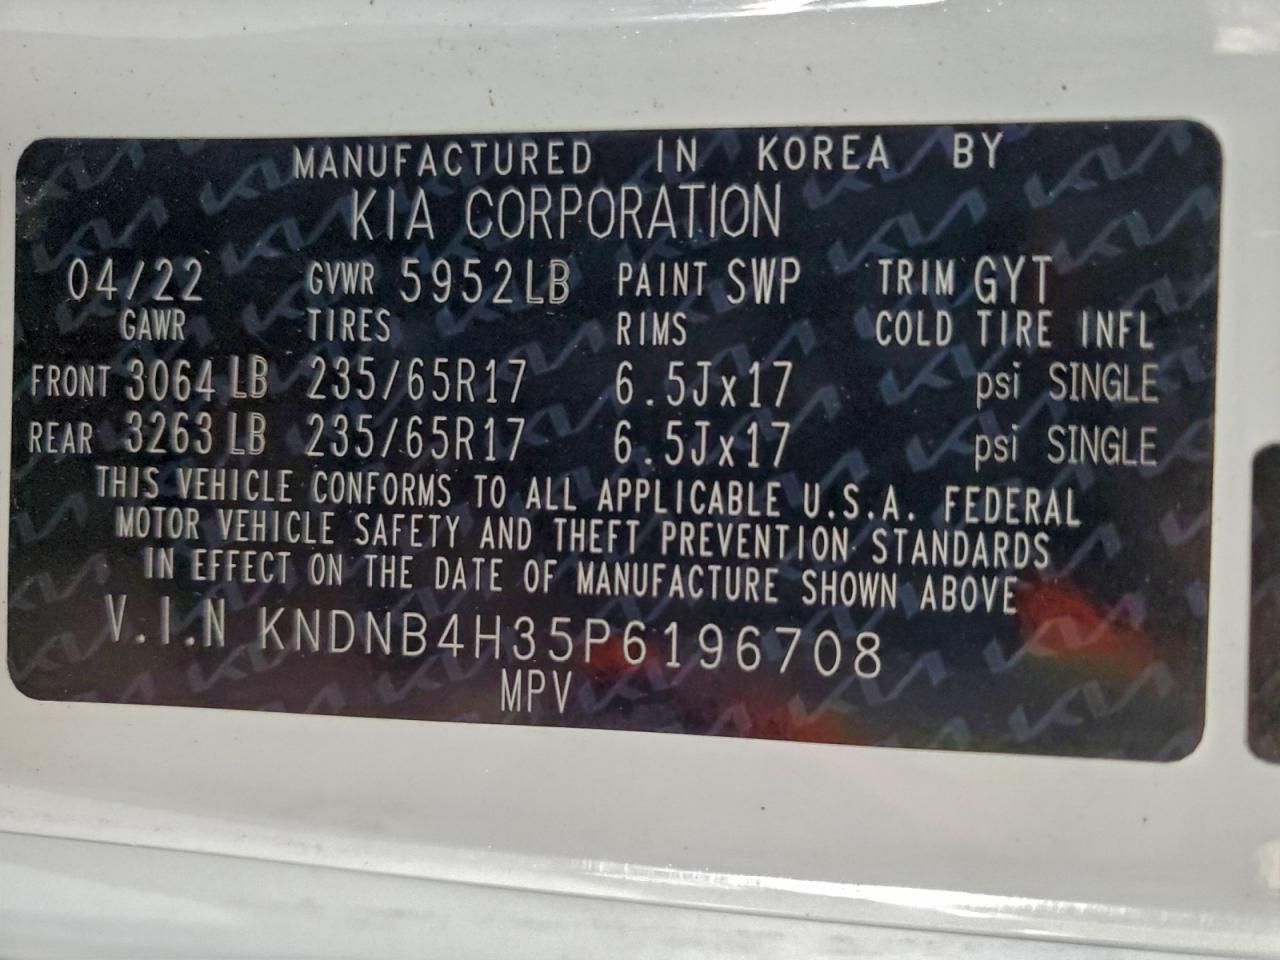 MANUFACTURED IN KOREA BY
KIA CORPORATION
04/22 GVWR 5952LB PAINT SWP TRIM GYT
GAWR TIRES RIMS COLD TIRE INFL
FRONT 3064 LB 235/65R17 6.5Jx17 psi SINGLE
REAR 3263 LB 235/65R17 6.5Jx17 psi SINGLE
THIS VEHICLE CONFORMS TO ALL APPLICABLE U.S.A. FEDERAL
MOTOR VEHICLE SAFETY AND THEFT PREVENTION STANDARDS
IN EFFECT ON THE DATE OF MANUFACTURE SHOWN ABOVE
V.I.N KNDNB4H35P6196708
MPV